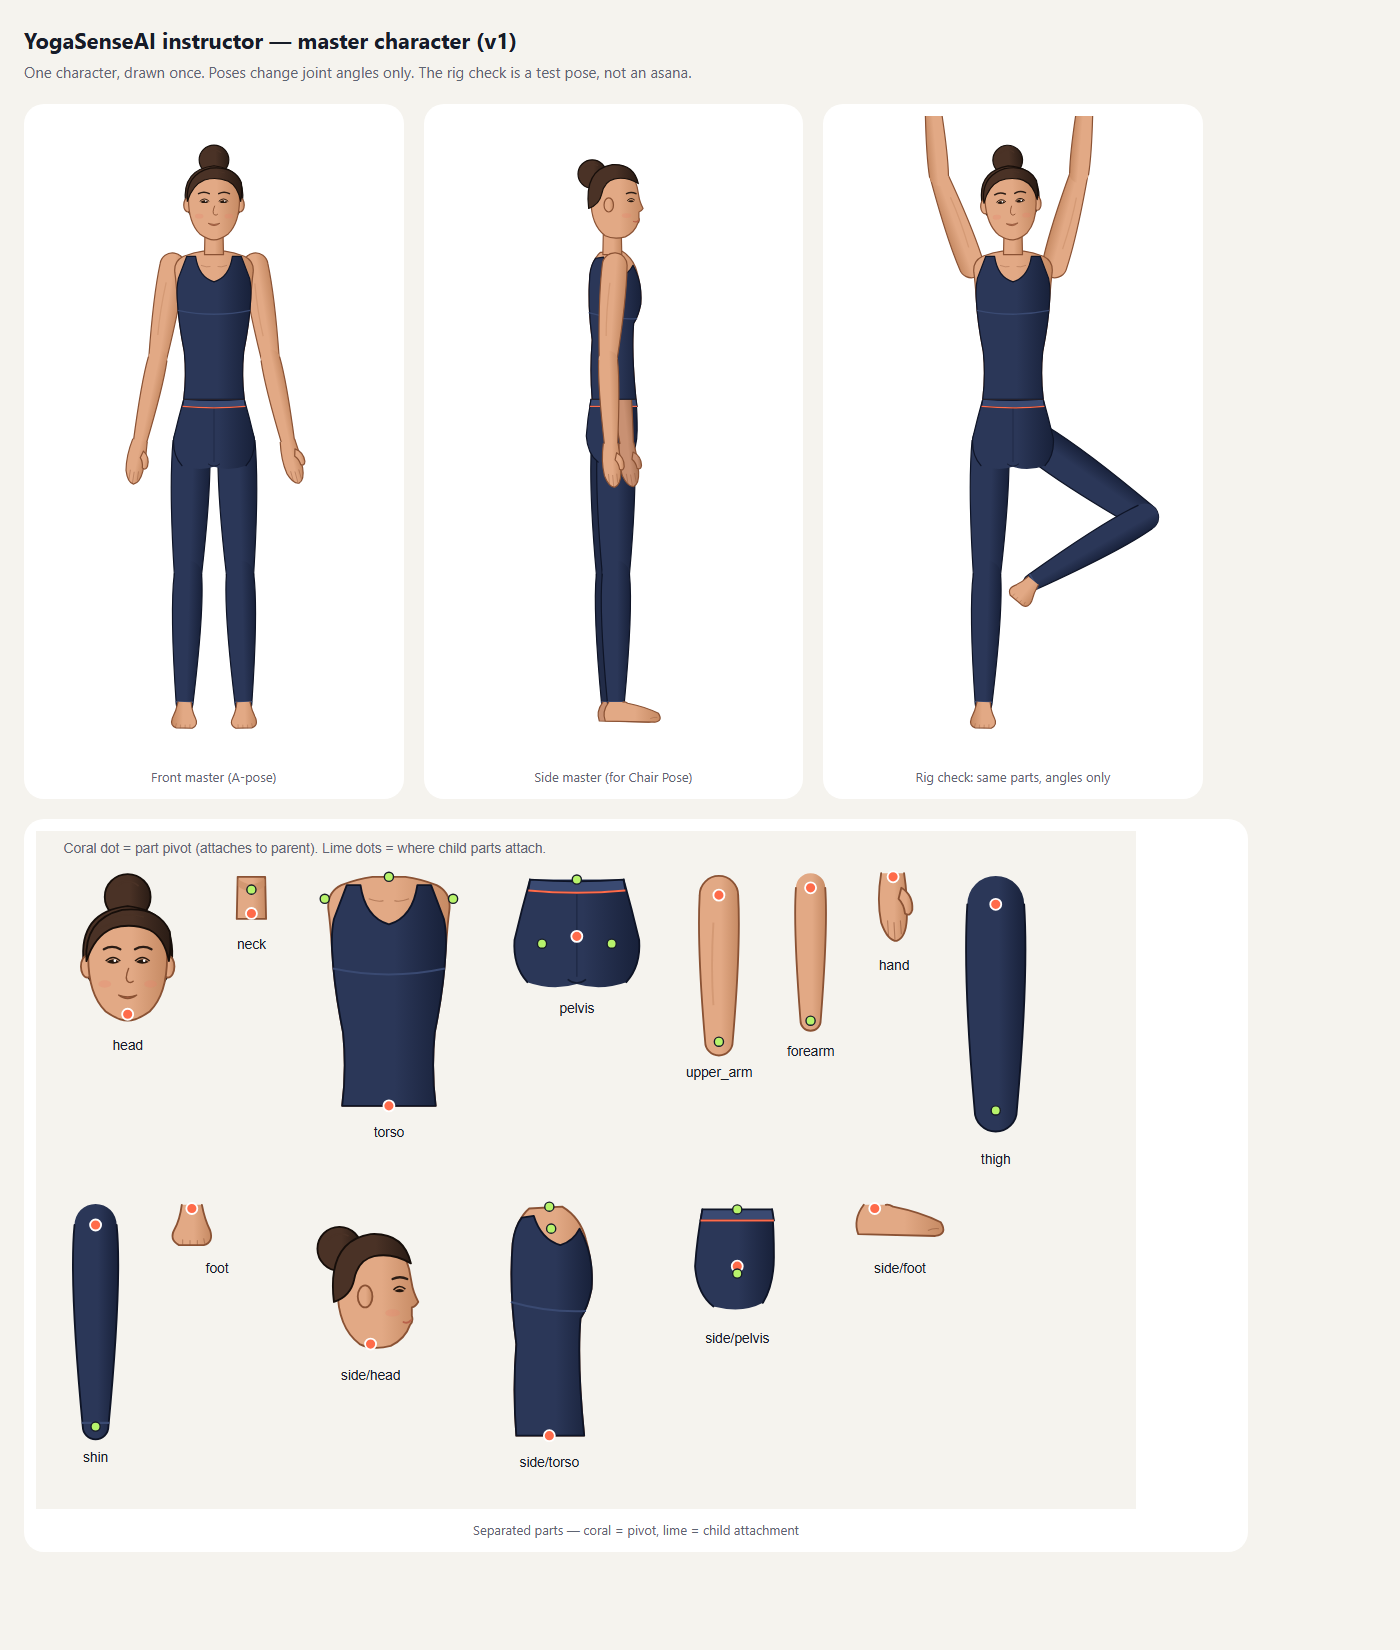 YogaSenseAI instructor — master character (v1)
One character, drawn once. Poses change joint angles only. The rig check is a test pose, not an asana.
Front master (A-pose)
Side master (for Chair Pose)
Rig check: same parts, angles only
Coral dot = part pivot (attaches to parent). Lime dots = where child parts attach.
head
neck
torso
pelvis
upper_arm
forearm
hand
thigh
shin
foot
side/head
side/torso
side/pelvis
side/foot
Separated parts — coral = pivot, lime = child attachment